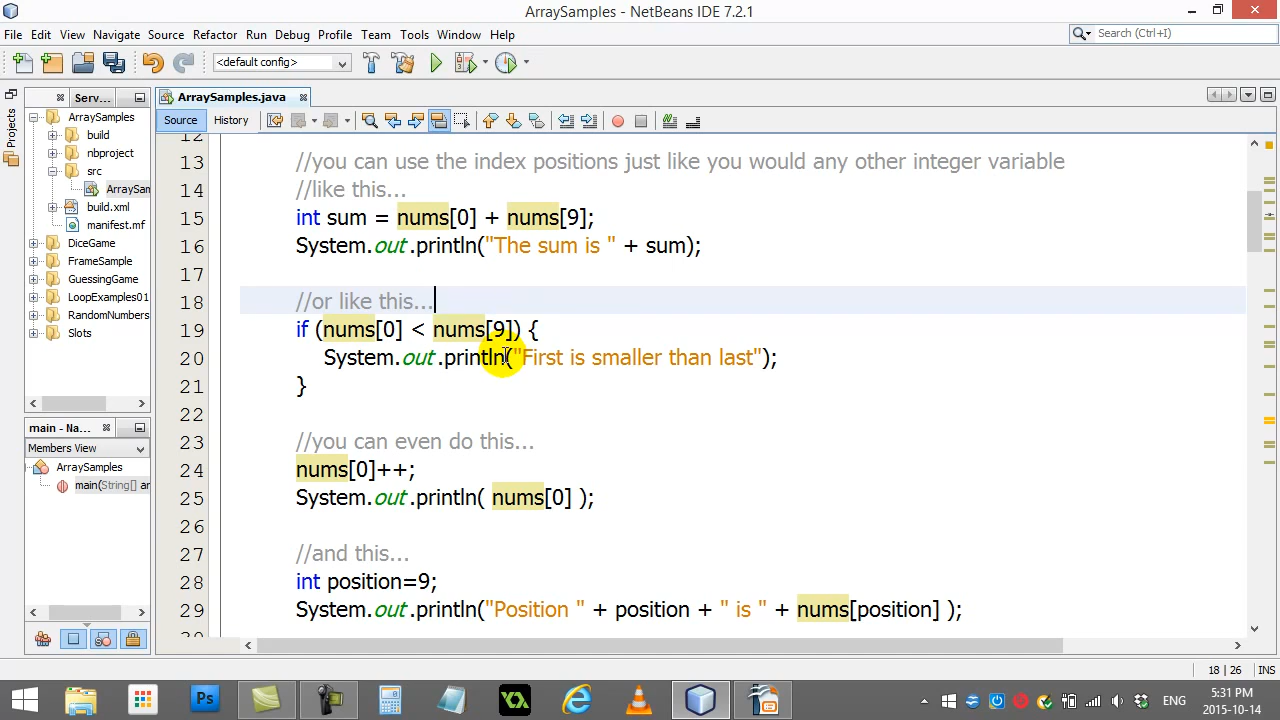 ArraySamples - NetBeans IDE 7.2.1
File Edit View Navigate Source Refactor Run Debug Profile Team Tools Window Help
Search (Ctrl+I)
<default config>
Projects
Serv...
ArraySamples.java
Source History
ArraySamples
build
nbproject
src
ArraySam
build.xml
manifest.mf
DiceGame
FrameSample
GuessingGame
LoopExamples01
RandomNumbers
Slots
main - Na...
Members View
ArraySamples
main(String[] ar
12
13 //you can use the index positions just like you would any other integer variable
14 //like this...
15 int sum = nums[0] + nums[9];
16 System.out.println("The sum is " + sum);
17
18 //or like this...
19 if (nums[0] < nums[9]) {
20 System.out.println("First is smaller than last");
21 }
22
23 //you can even do this...
24 nums[0]++;
25 System.out.println( nums[0] );
26
27 //and this...
28 int position=9;
29 System.out.println("Position " + position + " is " + nums[position] );
18 | 26 INS
Ps
ENG
5:31 PM
2015-10-14